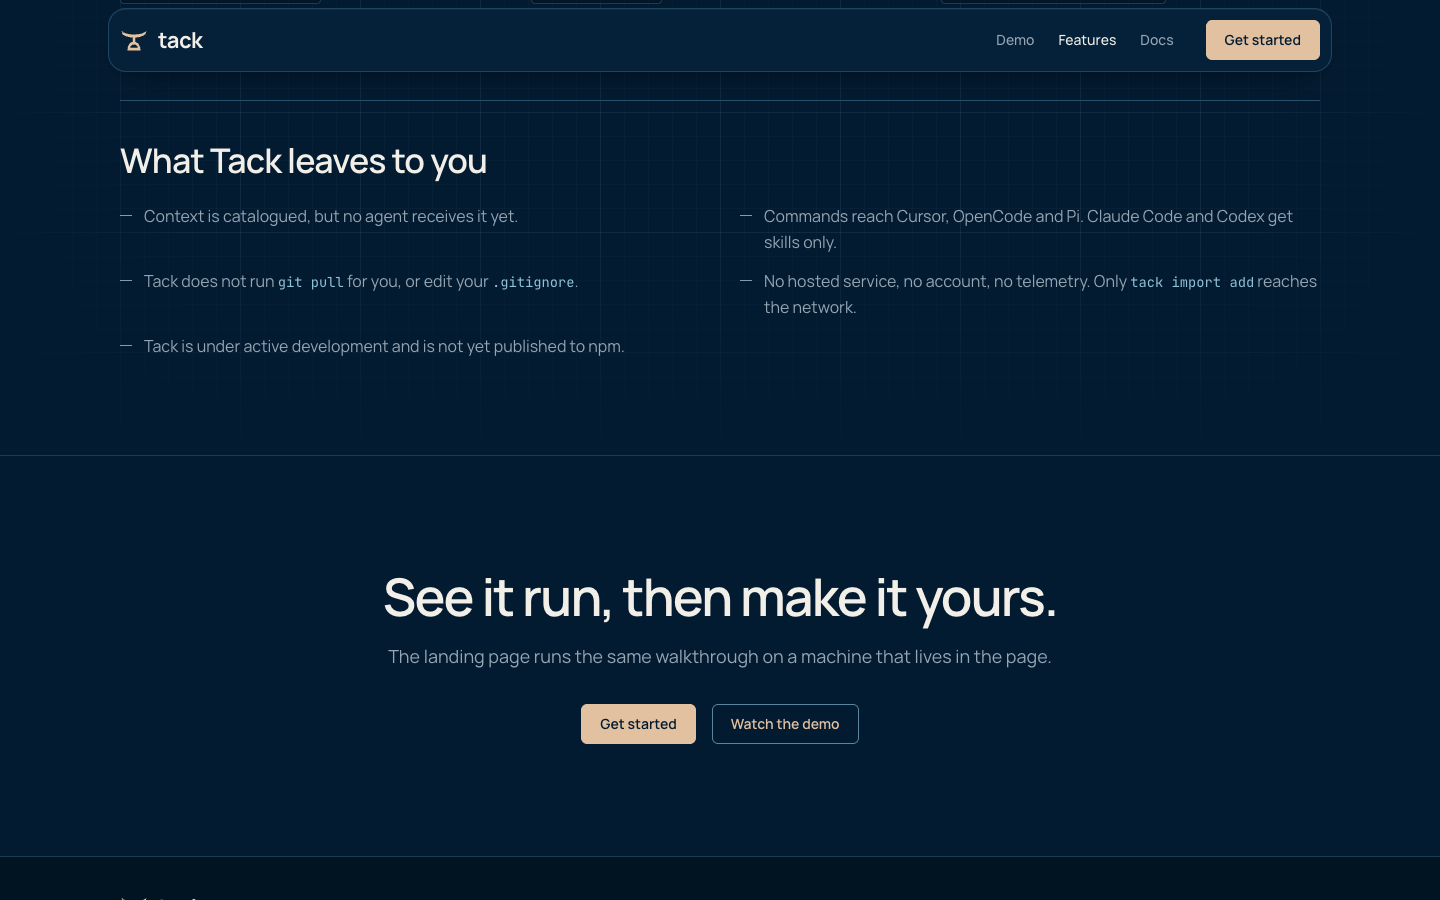 tack
Demo
Features
Docs
Get started
What Tack leaves to you
Context is catalogued, but no agent receives it yet.
Commands reach Cursor, OpenCode and Pi. Claude Code and Codex get
skills only.
Tack does not run git pull for you, or edit your .gitignore.
No hosted service, no account, no telemetry. Only tack import add reaches
the network.
Tack is under active development and is not yet published to npm.
See it run, then make it yours.
The landing page runs the same walkthrough on a machine that lives in the page.
Get started
Watch the demo